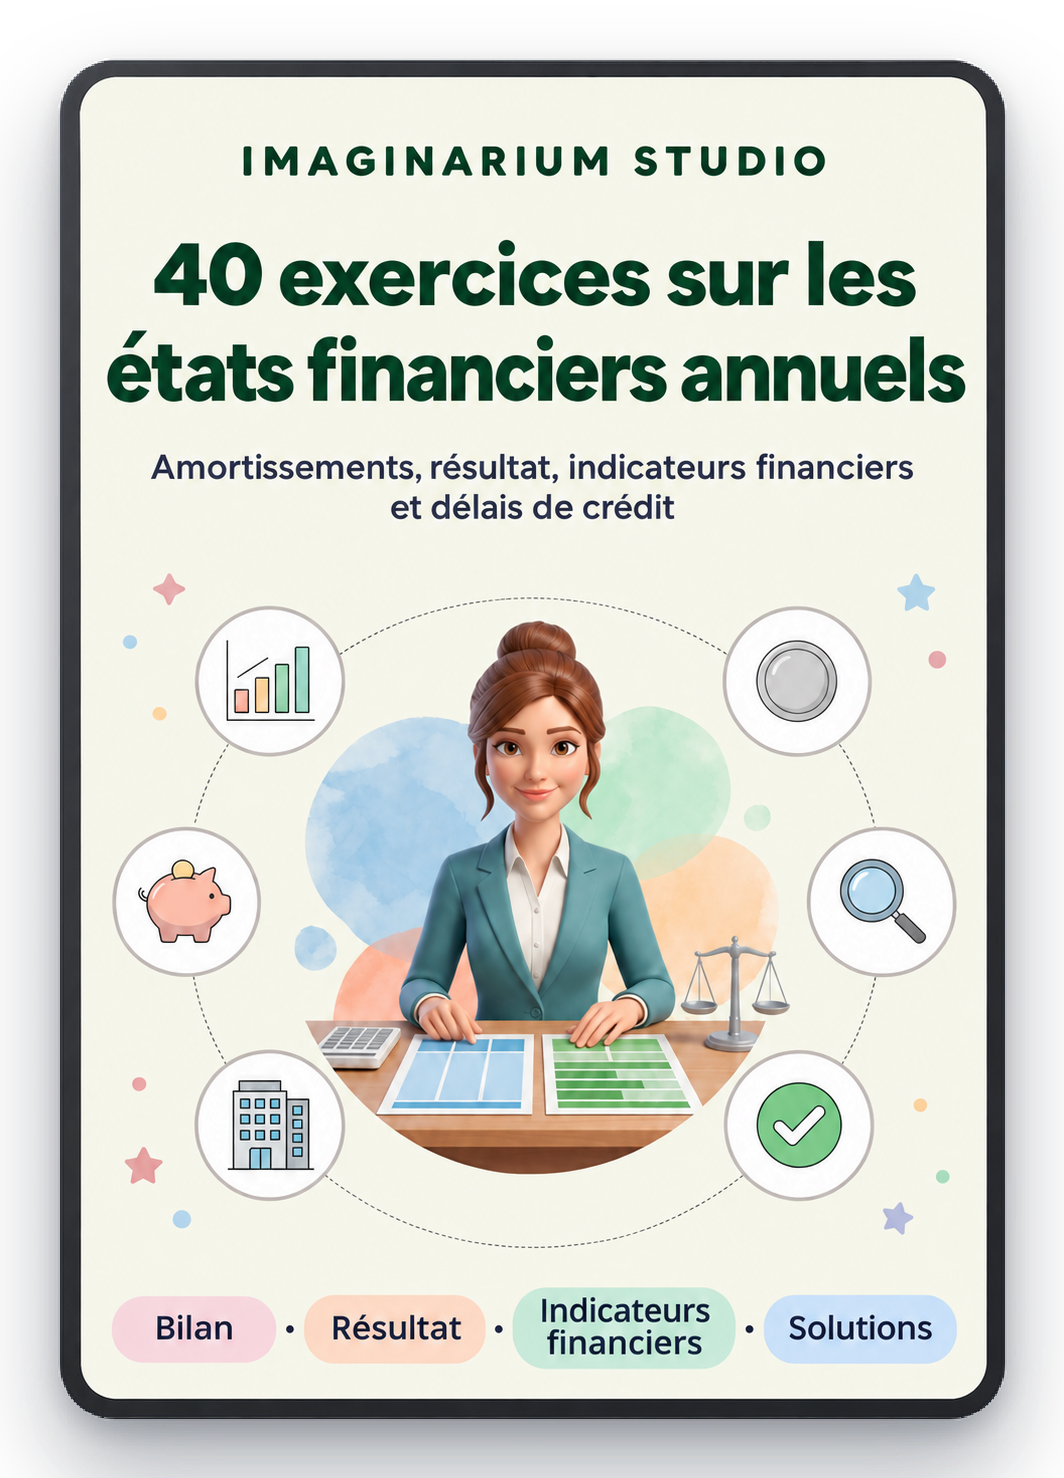 IMAGINARIUM STUDIO
40 exercices sur les
états financiers annuels
Amortissements, résultat, indicateurs financiers
et délais de crédit
Bilan • Résultat • Indicateurs financiers • Solutions